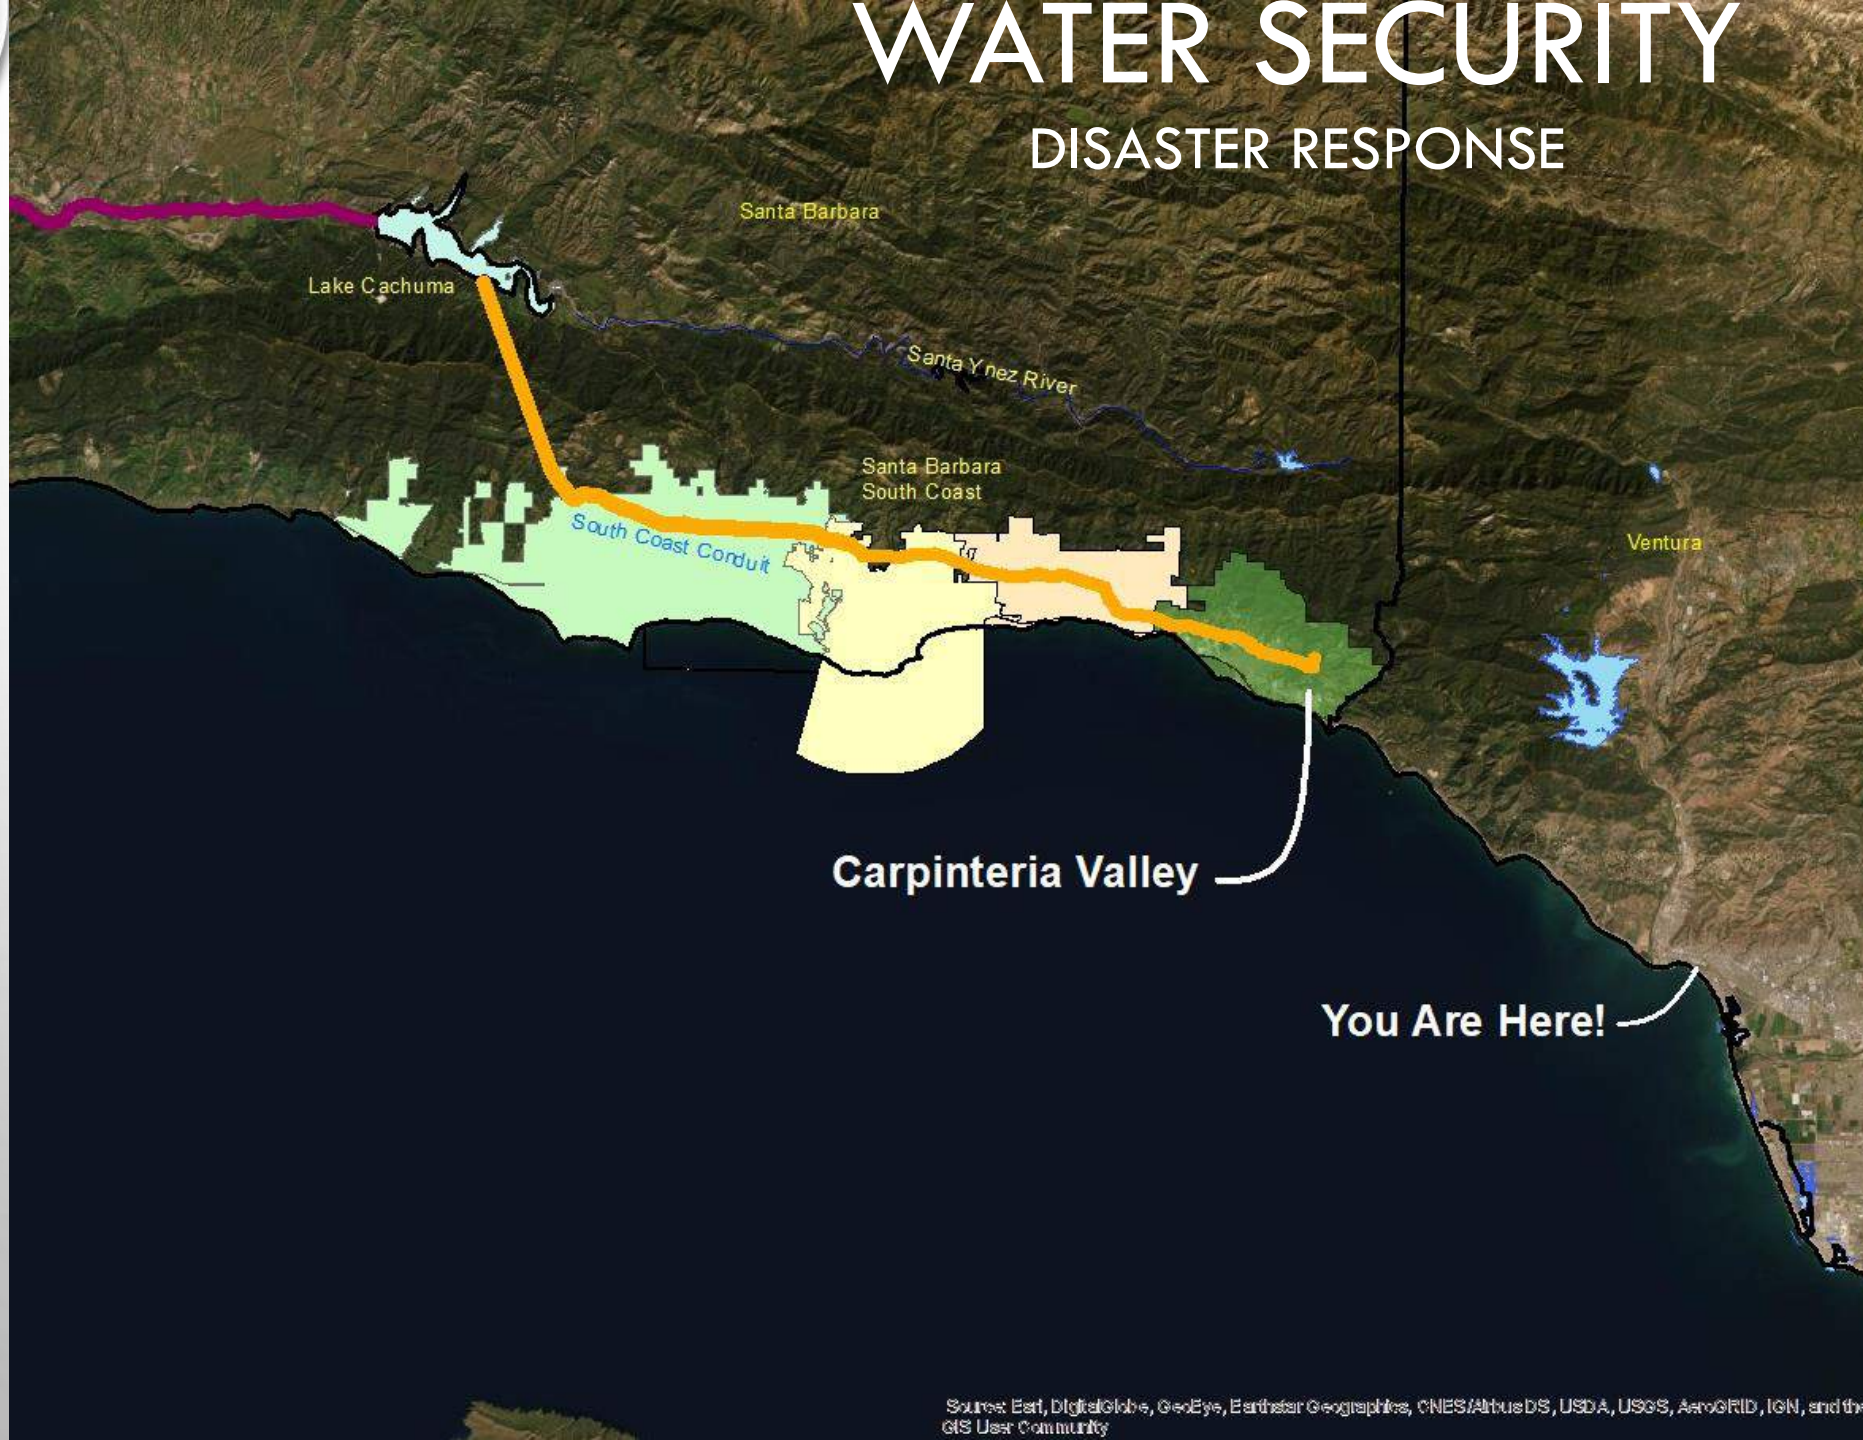 WATER SECURITY
DISASTER RESPONSE
Santa Barbara
Lake Cachuma
Santa Ynez River
Santa Barbara
South Coast
South Coast Conduit
Ventura
Carpinteria Valley
You Are Here!
Source: Esri, DigitalGlobe, GeoEye, Earthstar Geographics, CNES/Airbus DS, USDA, USGS, AeroGRID, IGN, and the
GIS User Community